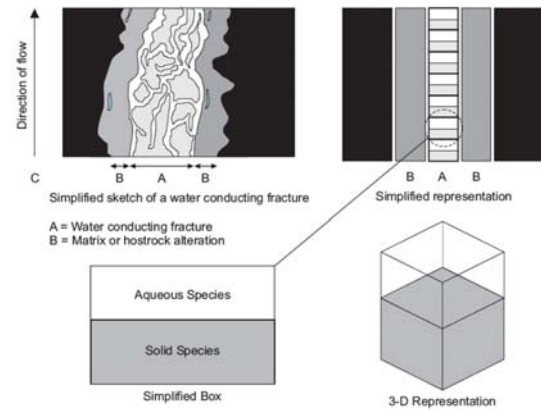 Direction of flow
C
B
A
B
Simplified sketch of a water conducting fracture
A = Water conducting fracture
B = Matrix or hostrock alteration
B
A
B
Simplified representation
Aqueous Species
Solid Species
Simplified Box
3-D Representation